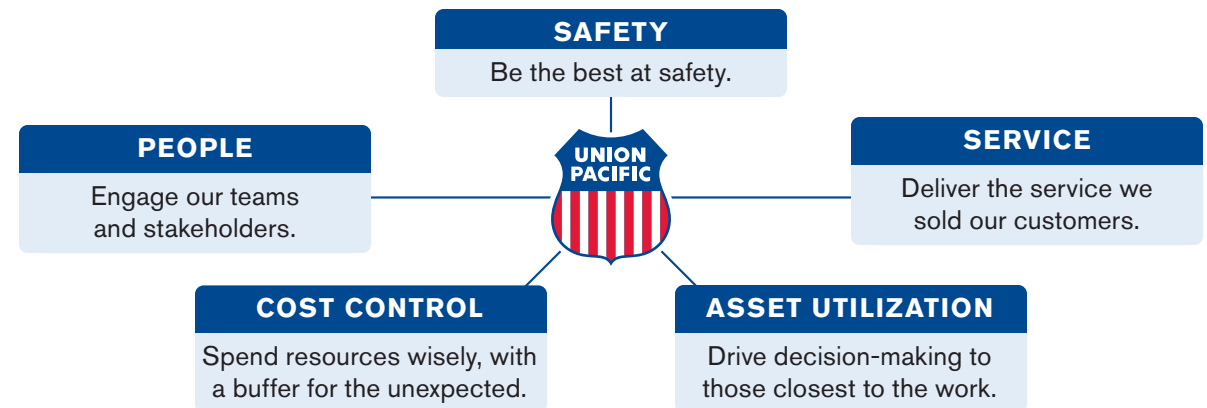 SAFETY
Be the best at safety.
PEOPLE
Engage our teams
and stakeholders.
UNION
PACIFIC
SERVICE
Deliver the service we
sold our customers.
COST CONTROL
Spend resources wisely, with
a buffer for the unexpected.
ASSET UTILIZATION
Drive decision-making to
those closest to the work.